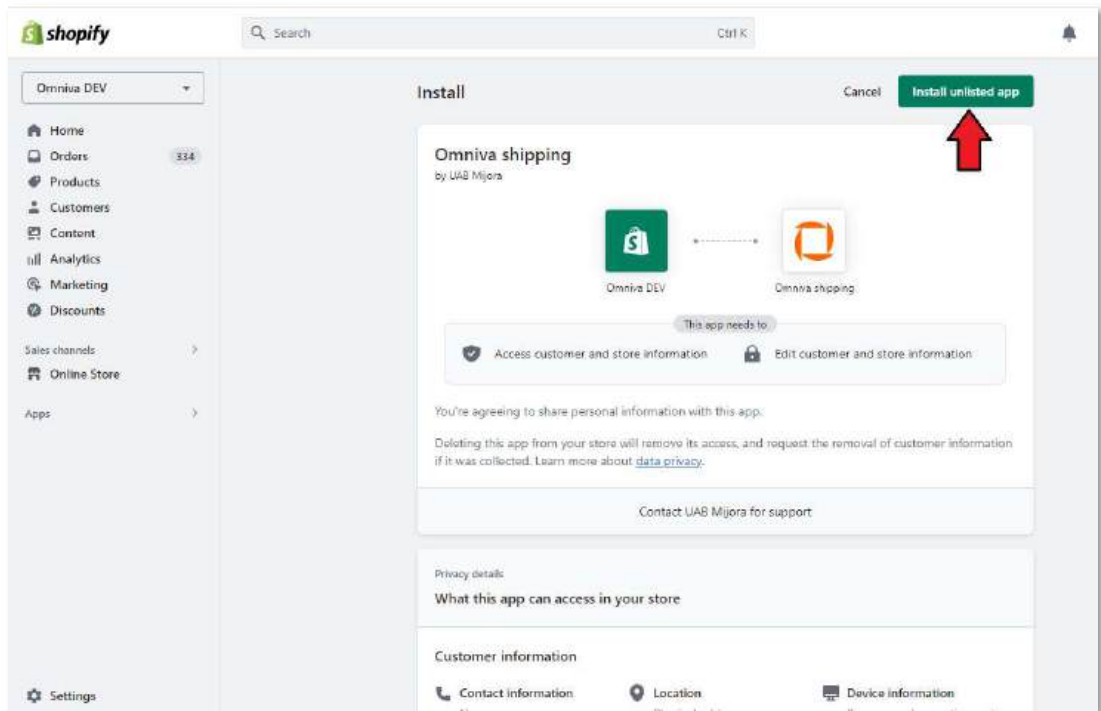 shopify
Search
Ctrl K
Omniva DEV
Home
Orders
334
Products
Customers
Content
Analytics
Marketing
Discounts
Sales channels
Online Store
Apps
Settings
Install
Cancel
Install unlisted app
Omniva shipping
by UAB Mijora
Omniva DEV
Omniva shipping
This app needs to
Access customer and store information
Edit customer and store information
You're agreeing to share personal information with this app.
Deleting this app from your store will remove its access, and request the removal of customer information
if it was collected. Learn more about data privacy.
Contact UAB Mijora for support
Privacy details
What this app can access in your store
Customer information
Contact information
Location
Device information